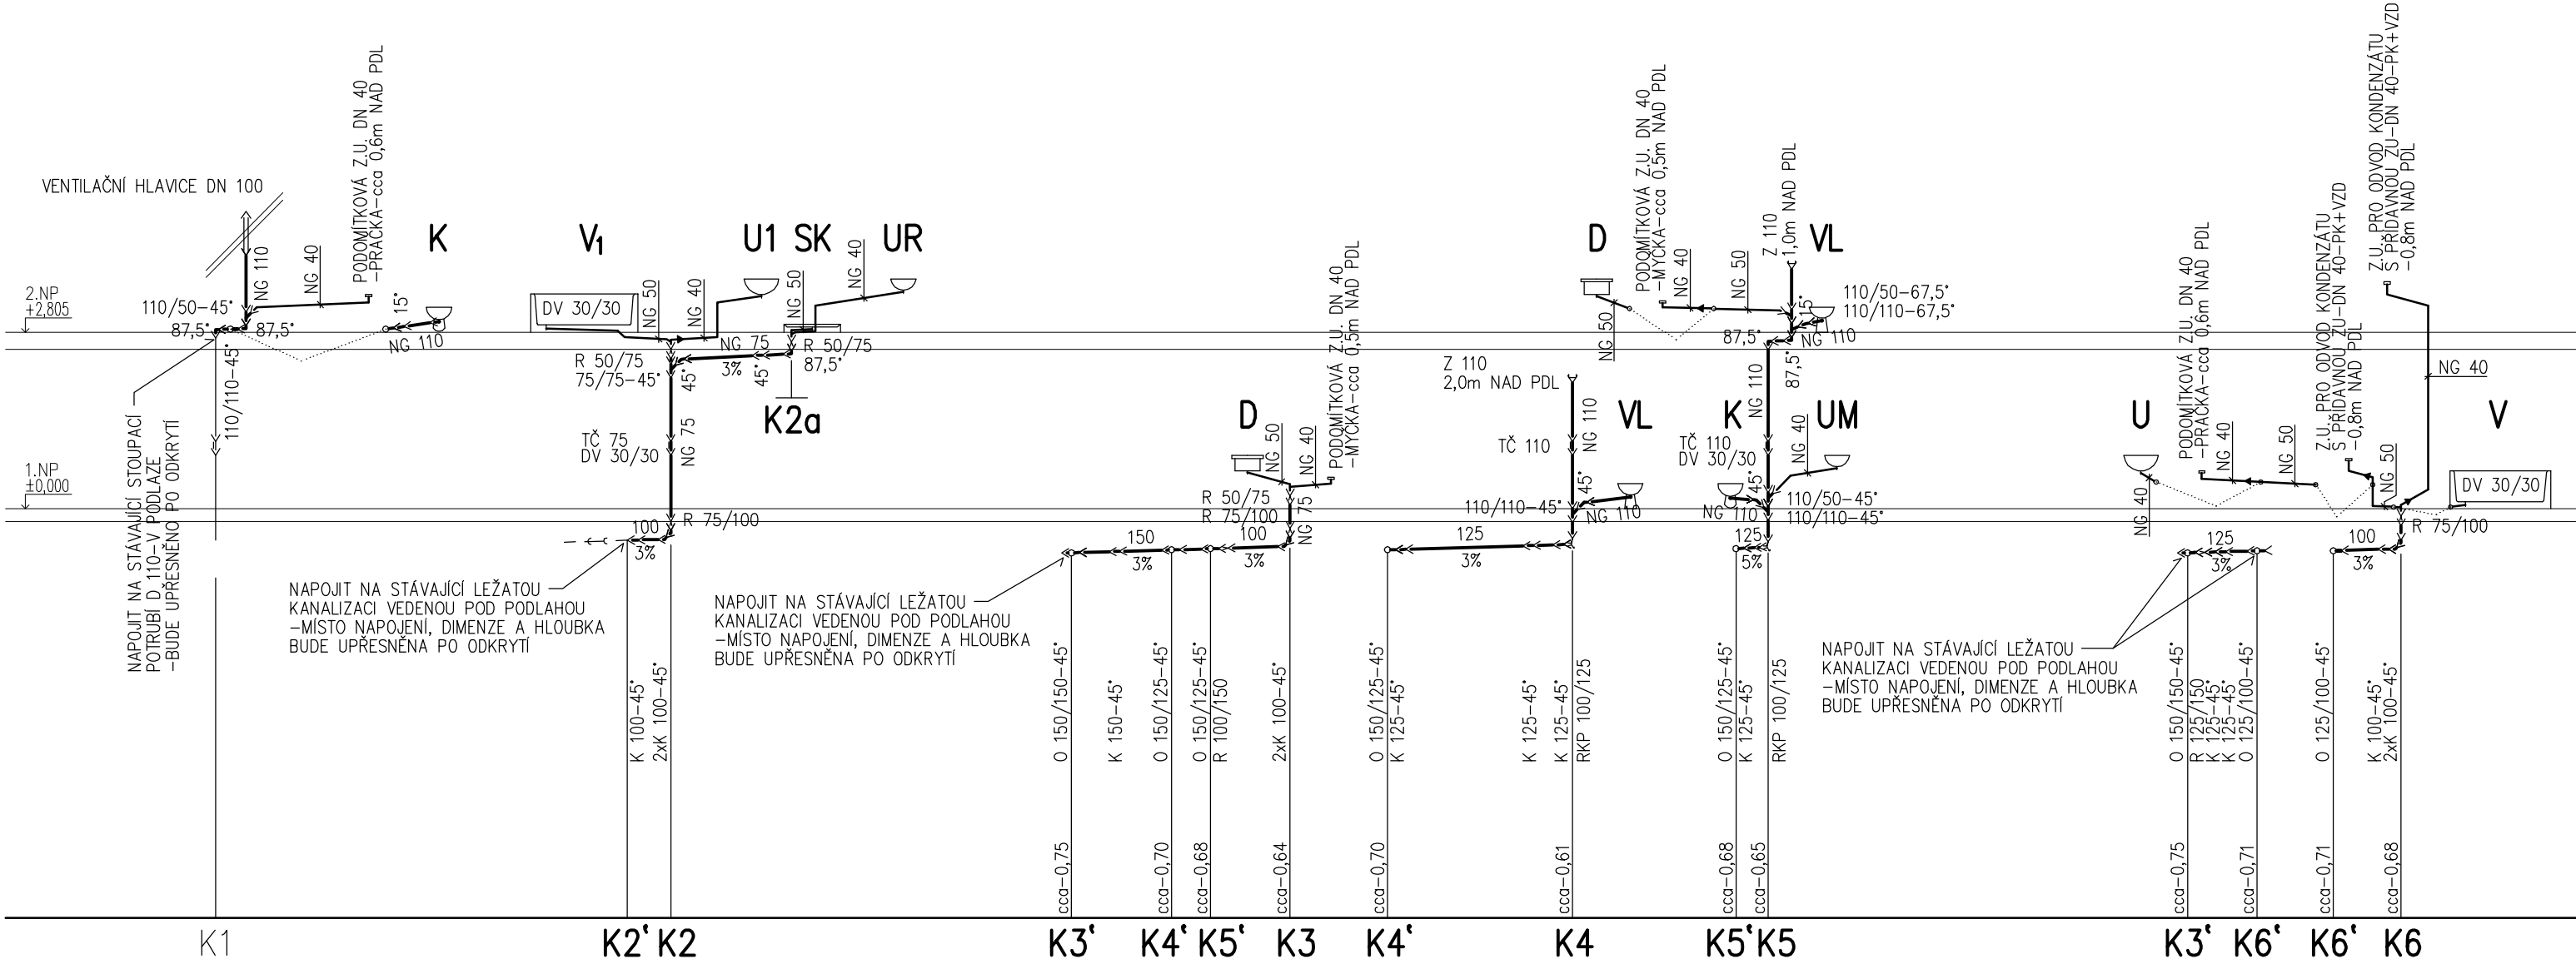 VENTILAČNÍ HLAVICE DN 100
2.NP
+2,805
1.NP
±0,000
110/50-45°
87,5°
87,5°
NG 110
NG 40
PODOMÍTKOVÁ Z.U. DN 40
-PRAČKA-cca 0,6m NAD PDL
K
15°
NG 110
110/110-45°
NAPOJIT NA STÁVAJÍCÍ STOUPACÍ
POTRUBÍ D 110-V PODLAZE
-BUDE UPŘESNĚNO PO ODKRYTÍ
V1
DV 30/30
NG 50
NG 40
U1
SK
UR
NG 50
NG 40
R 50/75
75/75-45°
45°
NG 75
3%
45°
R 50/75
87,5°
K2a
TČ 75
DV 30/30
NG 75
R 75/100
100
3%
NAPOJIT NA STÁVAJÍCÍ LEŽATOU
KANALIZACI VEDENOU POD PODLAHOU
-MÍSTO NAPOJENÍ, DIMENZE A HLOUBKA
BUDE UPŘESNĚNA PO ODKRYTÍ
K 100-45°
2xK 100-45°
D
NG 50
NG 40
PODOMÍTKOVÁ Z.U. DN 40
-MYČKA-cca 0,5m NAD PDL
R 50/75
R 75/100
NG 75
150
3%
100
3%
NAPOJIT NA STÁVAJÍCÍ LEŽATOU
KANALIZACI VEDENOU POD PODLAHOU
-MÍSTO NAPOJENÍ, DIMENZE A HLOUBKA
BUDE UPŘESNĚNA PO ODKRYTÍ
O 150/150-45°
K 150-45°
O 150/125-45°
O 150/125-45°
R 100/150
2xK 100-45°
cca-0,75
cca-0,70
cca-0,68
cca-0,64
Z 110
2,0m NAD PDL
TČ 110
NG 110
VL
45°
110/110-45°
NG 110
125
3%
O 150/125-45°
K 125-45°
K 125-45°
K 125-45°
RKP 100/125
cca-0,70
cca-0,61
D
NG 50
PODOMÍTKOVÁ Z.U. DN 40
-MYČKA-cca 0,5m NAD PDL
NG 40
NG 50
Z 110
1,0m NAD PDL
VL
110/50-67,5°
110/110-67,5°
15°
87,5°
NG 110
87,5°
NG 110
K
UM
TČ 110
DV 30/30
NG 40
45°
NG 110
110/50-45°
110/110-45°
125
5%
O 150/125-45°
K 125-45°
RKP 100/125
cca-0,68
cca-0,65
U
NG 40
PODOMÍTKOVÁ Z.U. DN 40
-PRAČKA-cca 0,6m NAD PDL
NG 40
NG 50
Z.U. PRO ODVOD KONDENZÁTU
S PŘÍDAVNOU ZU-DN 40-PK+VZD
-0,8m NAD PDL
Z.U. PRO ODVOD KONDENZÁTU
S PŘÍDAVNOU ZU-DN 40-PK+VZD
-0,8m NAD PDL
NG 40
NG 50
V
DV 30/30
R 75/100
125
3%
100
3%
NAPOJIT NA STÁVAJÍCÍ LEŽATOU
KANALIZACI VEDENOU POD PODLAHOU
-MÍSTO NAPOJENÍ, DIMENZE A HLOUBKA
BUDE UPŘESNĚNA PO ODKRYTÍ
O 150/150-45°
R 125/150
K 125-45°
K 125-45°
O 125/100-45°
O 125/100-45°
K 100-45°
2xK 100-45°
cca-0,75
cca-0,71
cca-0,71
cca-0,68
K1
K2‘
K2
K3‘
K4‘
K5‘
K3
K4‘
K4
K5‘
K5
K3‘
K6‘
K6‘
K6